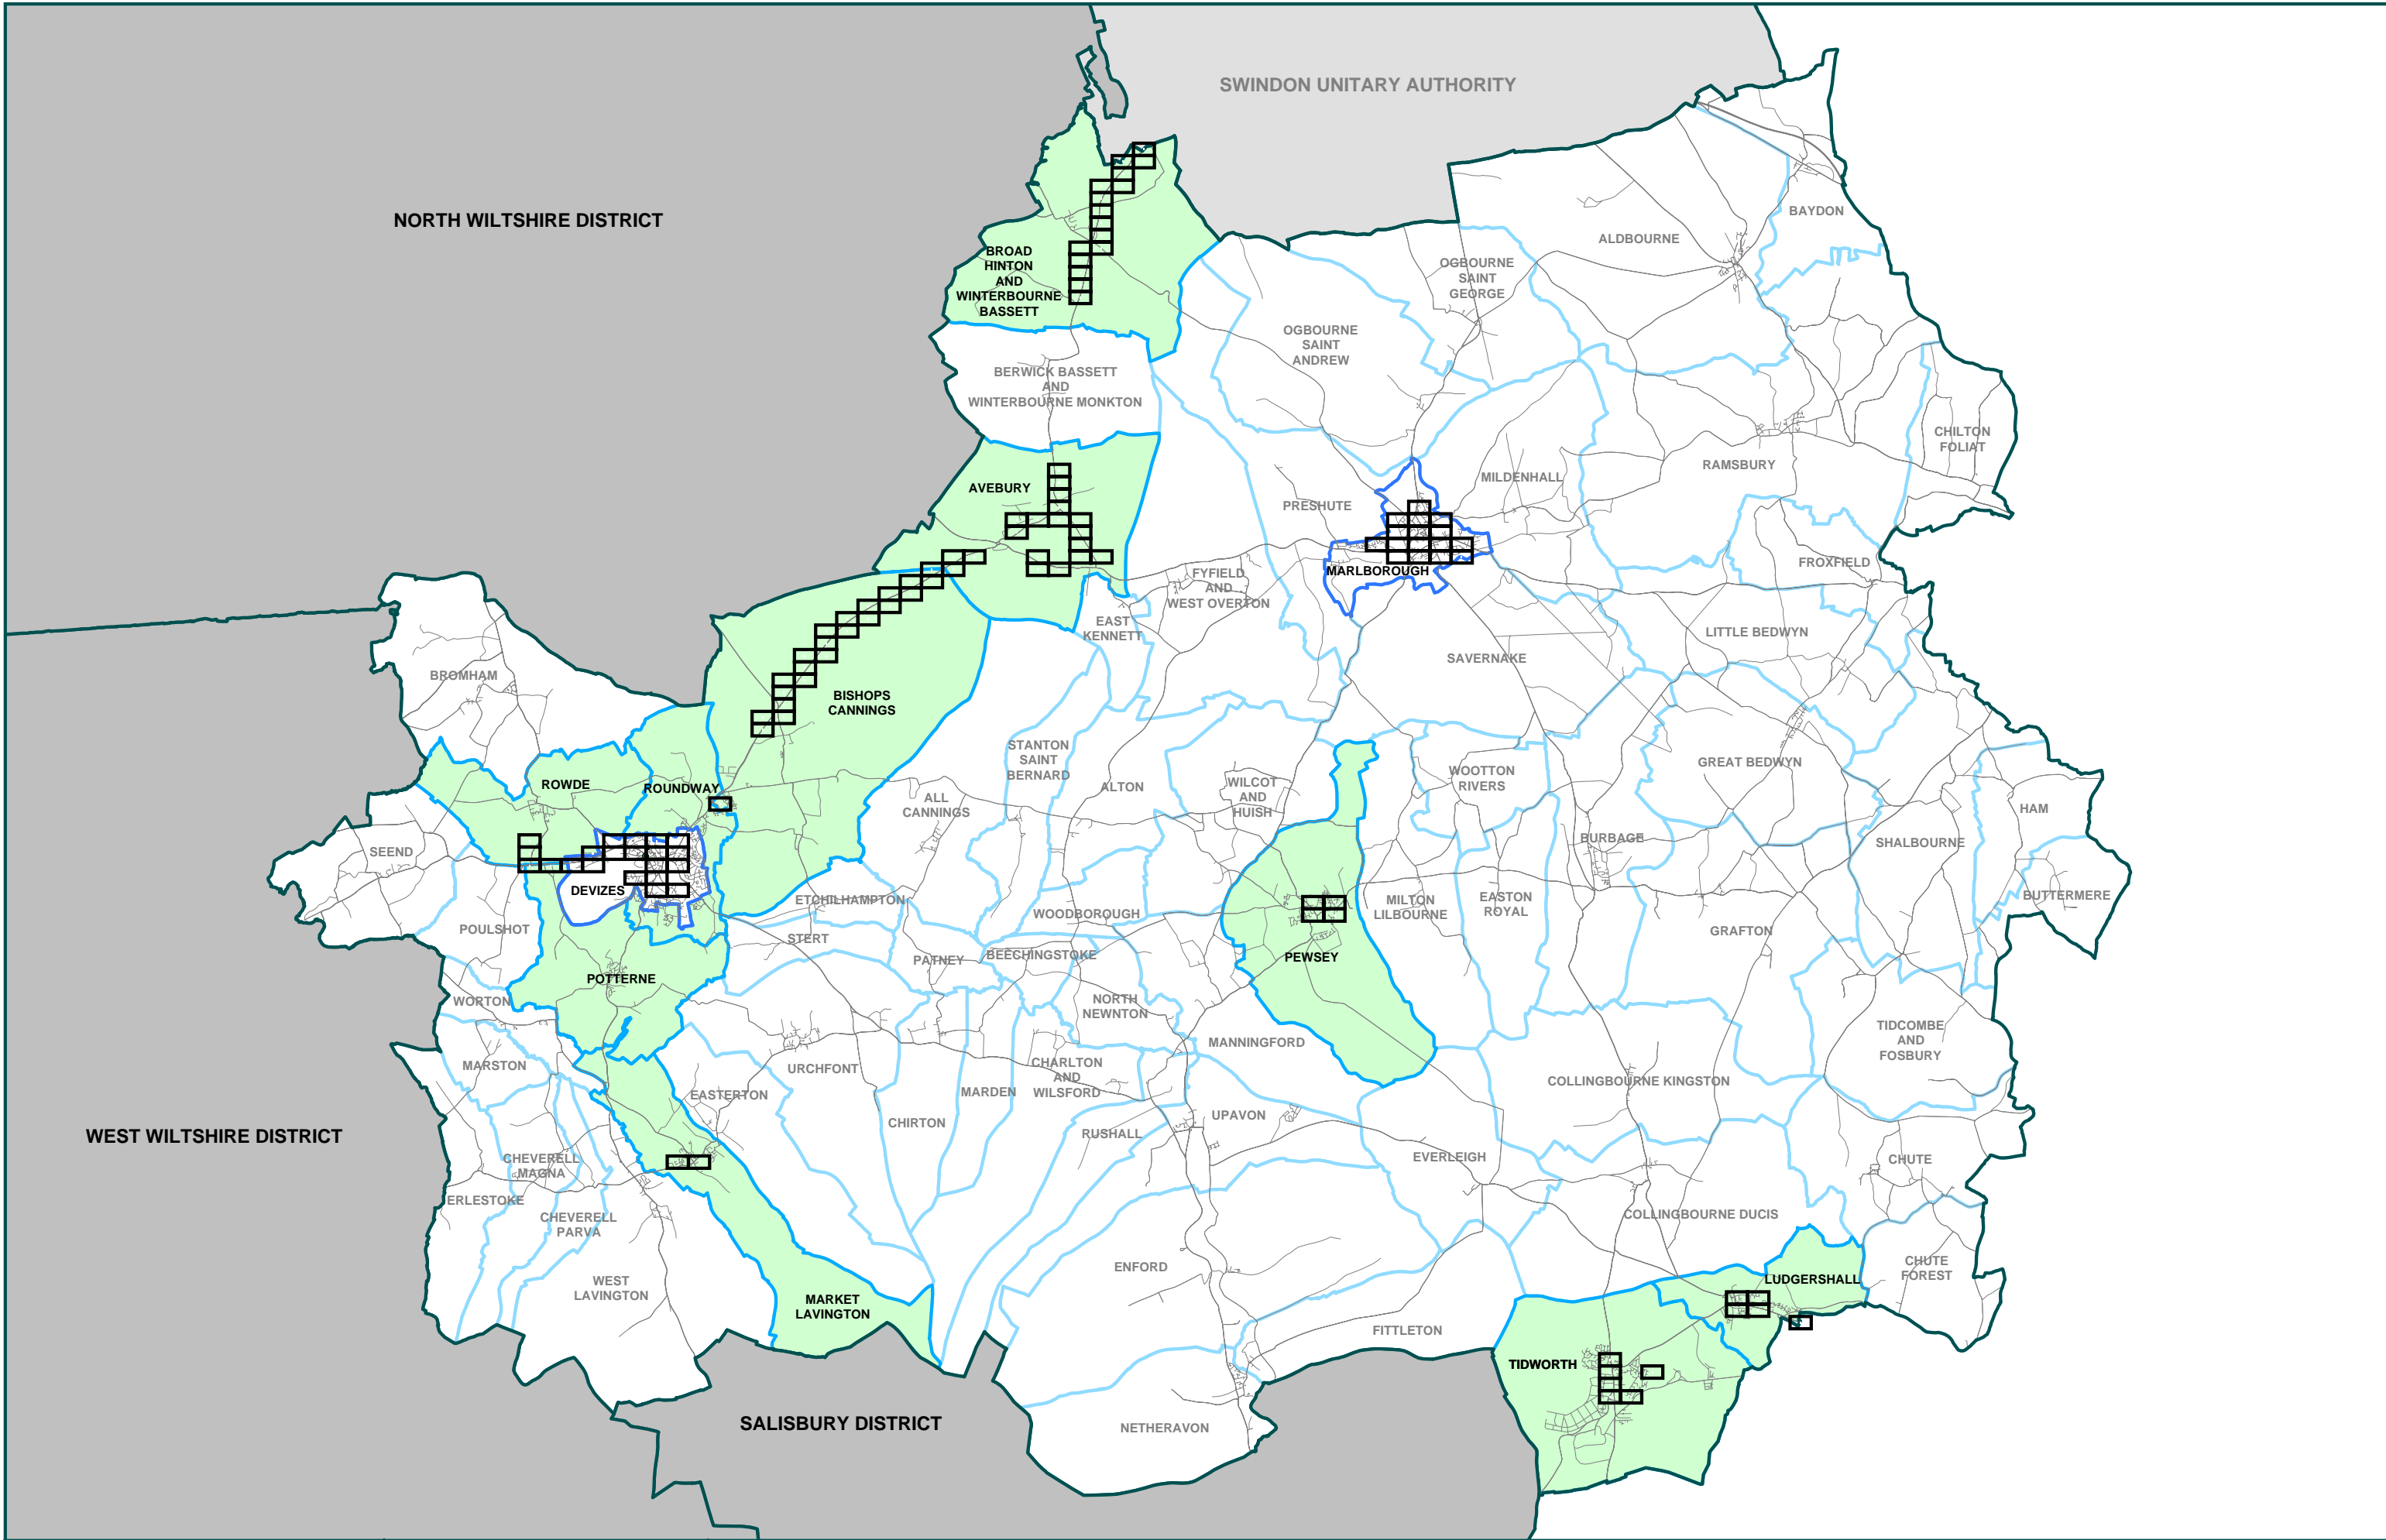 SWINDON UNITARY AUTHORITY
NORTH WILTSHIRE DISTRICT
BAYDON
ALDBOURNE
BROAD
HINTON
AND
WINTERBOURNE
BASSETT
OGBOURNE
SAINT
GEORGE
OGBOURNE
SAINT
ANDREW
BERWICK BASSETT
AND
WINTERBOURNE MONKTON
CHILTON
FOLIAT
RAMSBURY
MILDENHALL
AVEBURY
PRESHUTE
MARLBOROUGH
FROXFIELD
FYFIELD
AND
WEST OVERTON
EAST
KENNETT
LITTLE BEDWYN
SAVERNAKE
BROMHAM
BISHOPS
CANNINGS
STANTON
SAINT
BERNARD
GREAT BEDWYN
WOOTTON
RIVERS
ROWDE
ROUNDWAY
ALTON
WILCOT
AND
HUISH
ALL
CANNINGS
HAM
BURBAGE
SHALBOURNE
SEEND
DEVIZES
BUTTERMERE
ETCHILHAMPTON
WOODBOROUGH
MILTON
LILBOURNE
EASTON
ROYAL
GRAFTON
POULSHOT
STERT
BEECHINGSTOKE
PATNEY
PEWSEY
POTTERNE
WORTON
NORTH
NEWNTON
TIDCOMBE
AND
FOSBURY
MANNINGFORD
MARSTON
URCHFONT
CHARLTON
AND
WILSFORD
COLLINGBOURNE KINGSTON
EASTERTON
MARDEN
CHIRTON
UPAVON
RUSHALL
WEST WILTSHIRE DISTRICT
CHEVERELL
MAGNA
EVERLEIGH
CHUTE
ERLESTOKE
CHEVERELL
PARVA
COLLINGBOURNE DUCIS
ENFORD
CHUTE
FOREST
LUDGERSHALL
WEST
LAVINGTON
MARKET
LAVINGTON
FITTLETON
TIDWORTH
SALISBURY DISTRICT
NETHERAVON